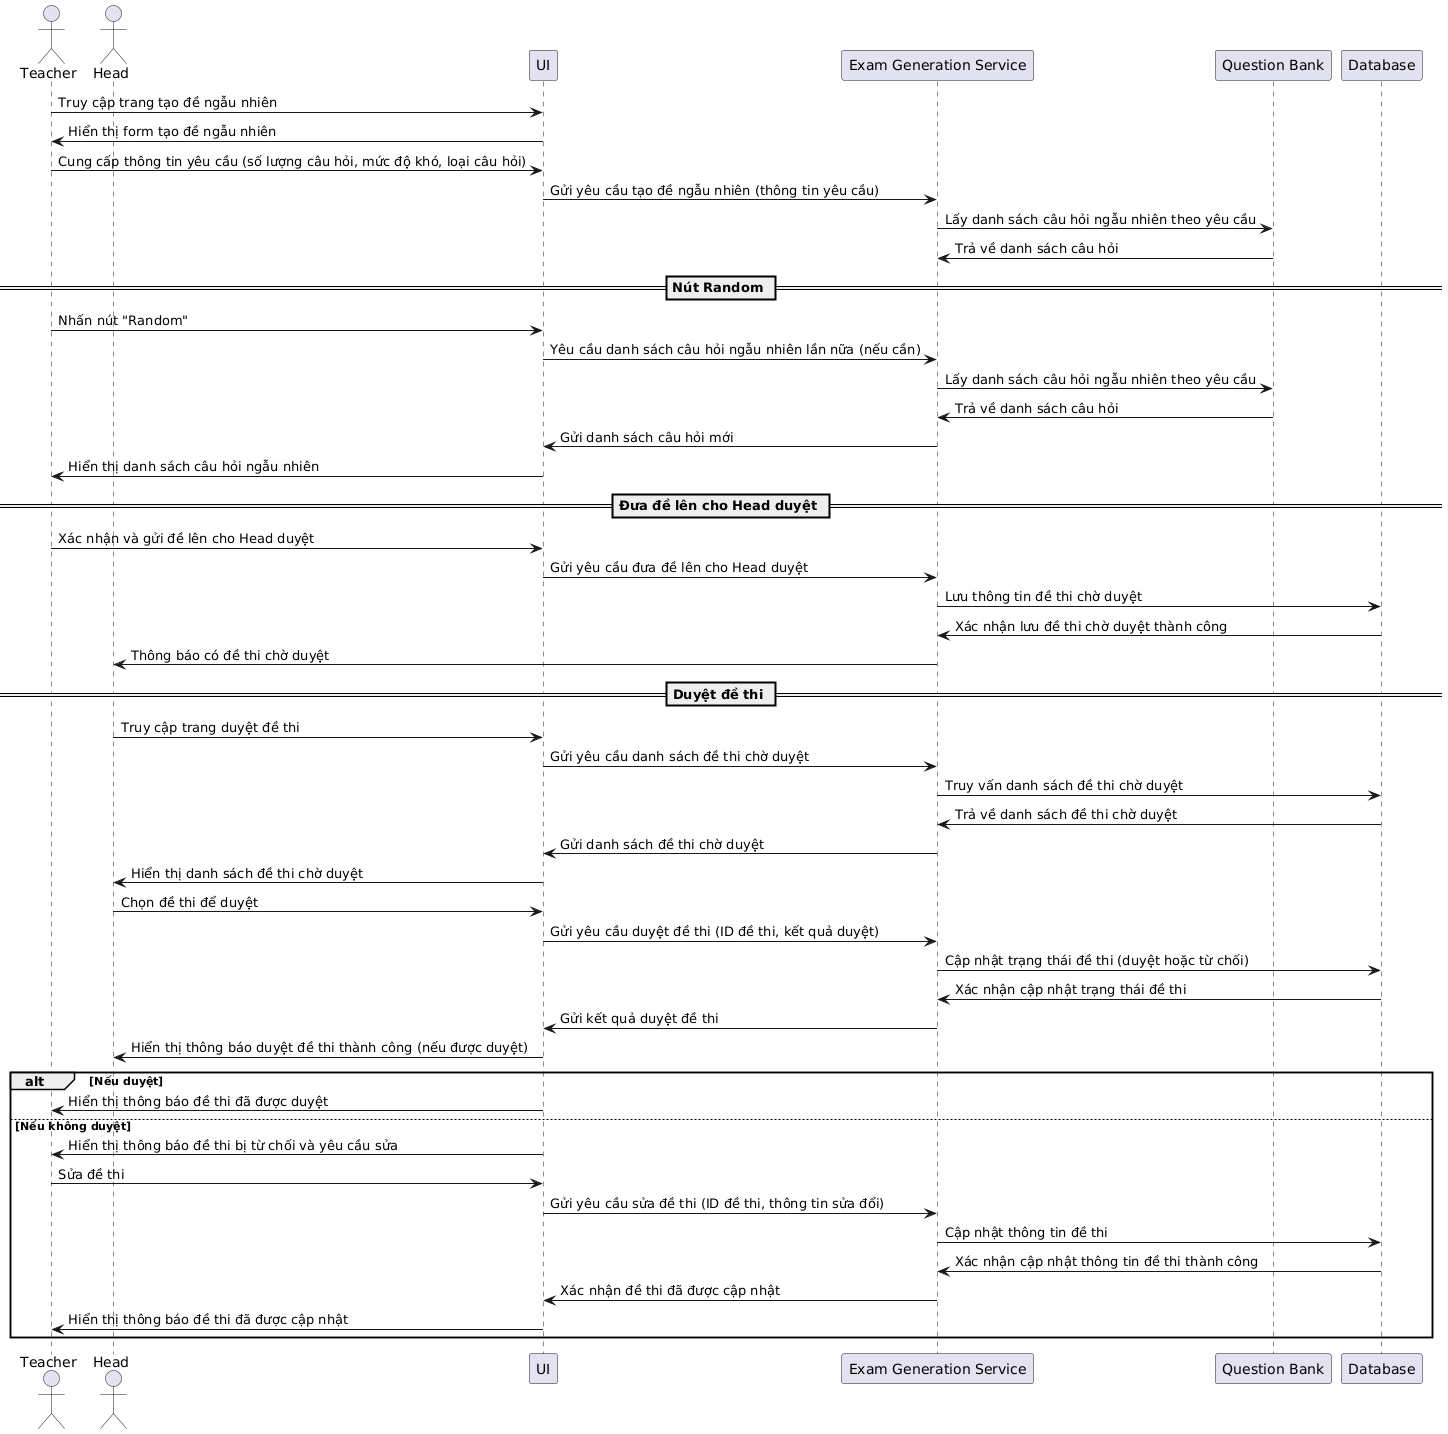 Teacher
Head
UI
Exam Generation Service
Question Bank
Database
Truy cập trang tạo đề ngẫu nhiên
Hiển thị form tạo đề ngẫu nhiên
Cung cấp thông tin yêu cầu (số lượng câu hỏi, mức độ khó, loại câu hỏi)
Gửi yêu cầu tạo đề ngẫu nhiên (thông tin yêu cầu)
Lấy danh sách câu hỏi ngẫu nhiên theo yêu cầu
Trả về danh sách câu hỏi
Nút Random
Nhấn nút "Random"
Yêu cầu danh sách câu hỏi ngẫu nhiên lần nữa (nếu cần)
Lấy danh sách câu hỏi ngẫu nhiên theo yêu cầu
Trả về danh sách câu hỏi
Gửi danh sách câu hỏi mới
Hiển thị danh sách câu hỏi ngẫu nhiên
Đưa đề lên cho Head duyệt
Xác nhận và gửi đề lên cho Head duyệt
Gửi yêu cầu đưa đề lên cho Head duyệt
Lưu thông tin đề thi chờ duyệt
Xác nhận lưu đề thi chờ duyệt thành công
Thông báo có đề thi chờ duyệt
Duyệt đề thi
Truy cập trang duyệt đề thi
Gửi yêu cầu danh sách đề thi chờ duyệt
Truy vấn danh sách đề thi chờ duyệt
Trả về danh sách đề thi chờ duyệt
Gửi danh sách đề thi chờ duyệt
Hiển thị danh sách đề thi chờ duyệt
Chọn đề thi để duyệt
Gửi yêu cầu duyệt đề thi (ID đề thi, kết quả duyệt)
Cập nhật trạng thái đề thi (duyệt hoặc từ chối)
Xác nhận cập nhật trạng thái đề thi
Gửi kết quả duyệt đề thi
Hiển thị thông báo duyệt đề thi thành công (nếu được duyệt)
alt [Nếu duyệt]
Hiển thị thông báo đề thi đã được duyệt
[Nếu không duyệt]
Hiển thị thông báo đề thi bị từ chối và yêu cầu sửa
Sửa đề thi
Gửi yêu cầu sửa đề thi (ID đề thi, thông tin sửa đổi)
Cập nhật thông tin đề thi
Xác nhận cập nhật thông tin đề thi thành công
Xác nhận đề thi đã được cập nhật
Hiển thị thông báo đề thi đã được cập nhật
Teacher
Head
UI
Exam Generation Service
Question Bank
Database